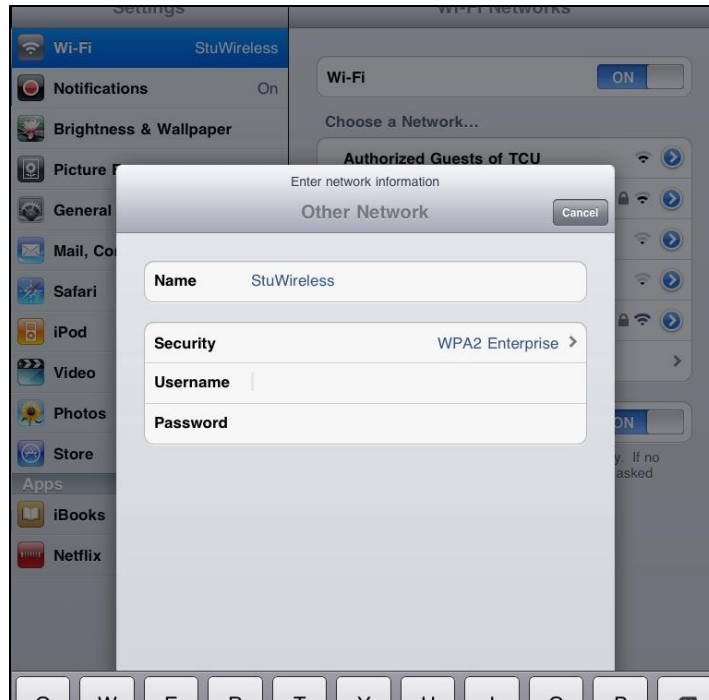 Settings
Wi-Fi Networks
Wi-Fi StuWireless
Notifications On
Brightness & Wallpaper
Picture F
General
Mail, Co
Safari
iPod
Video
Photos
Store
Apps
iBooks
Netflix
Wi-Fi ON
Choose a Network...
Authorized Guests of TCU
ON
y. If no
asked
Enter network information
Other Network
Cancel
Name StuWireless
Security WPA2 Enterprise
Username
Password
Q W E R T Y U I O P